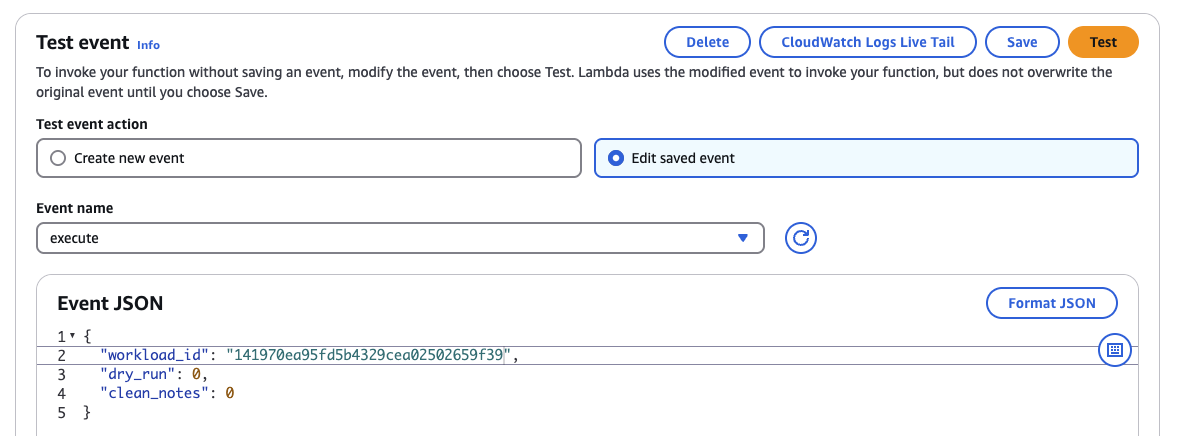 Test event Info
Delete
CloudWatch Logs Live Tail
Save
Test
To invoke your function without saving an event, modify the event, then choose Test. Lambda uses the modified event to invoke your function, but does not overwrite the
original event until you choose Save.
Test event action
Create new event
Edit saved event
Event name
execute
Event JSON
Format JSON
1 {
2 "workload_id": "141970ea95fd5b4329cea02502659f39",
3 "dry_run": 0,
4 "clean_notes": 0
5 }